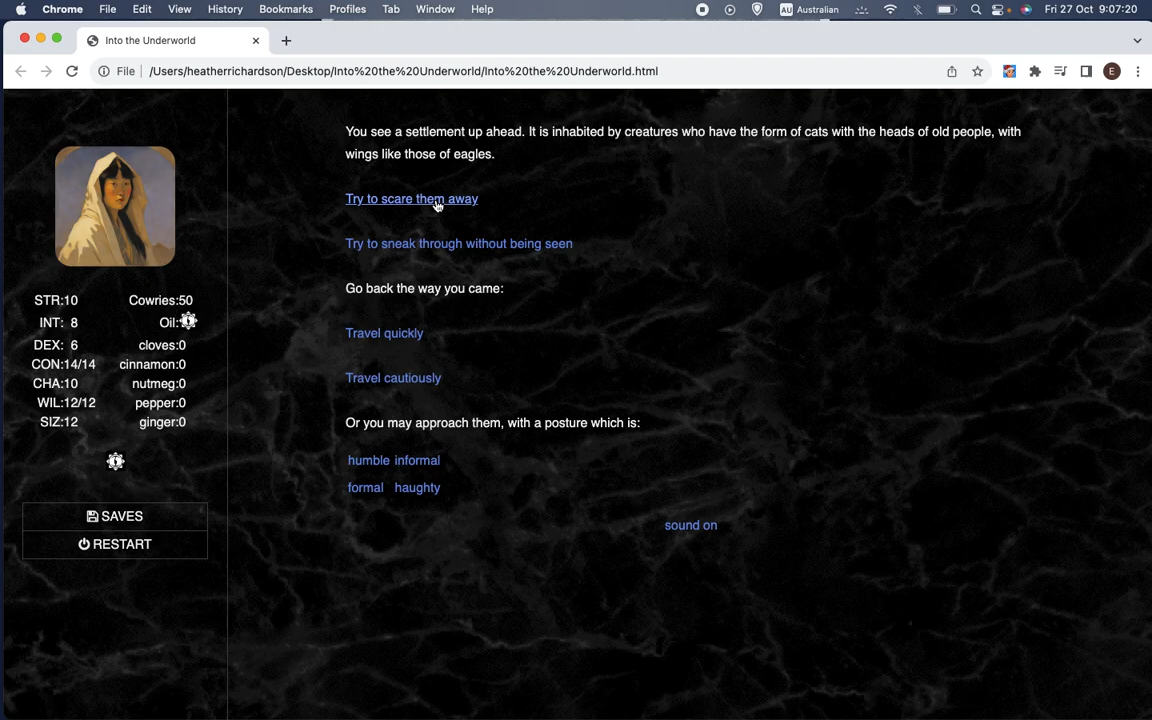 Chrome File Edit View History Bookmarks Profiles Tab Window Help AU Australian Fri 27 Oct 9:07:20
Into the Underworld
File /Users/heatherrichardson/Desktop/Into%20the%20Underworld/Into%20the%20Underworld.html E
You see a settlement up ahead. It is inhabited by creatures who have the form of cats with the heads of old people, with
wings like those of eagles.
Try to scare them away
Try to sneak through without being seen
Go back the way you came:
Travel quickly
Travel cautiously
Or you may approach them, with a posture which is:
humble informal
formal haughty
sound on
STR:10 Cowries:50
INT: 8 Oil:
DEX: 6 cloves:0
CON:14/14 cinnamon:0
CHA:10 nutmeg:0
WIL:12/12 pepper:0
SIZ:12 ginger:0
SAVES
RESTART